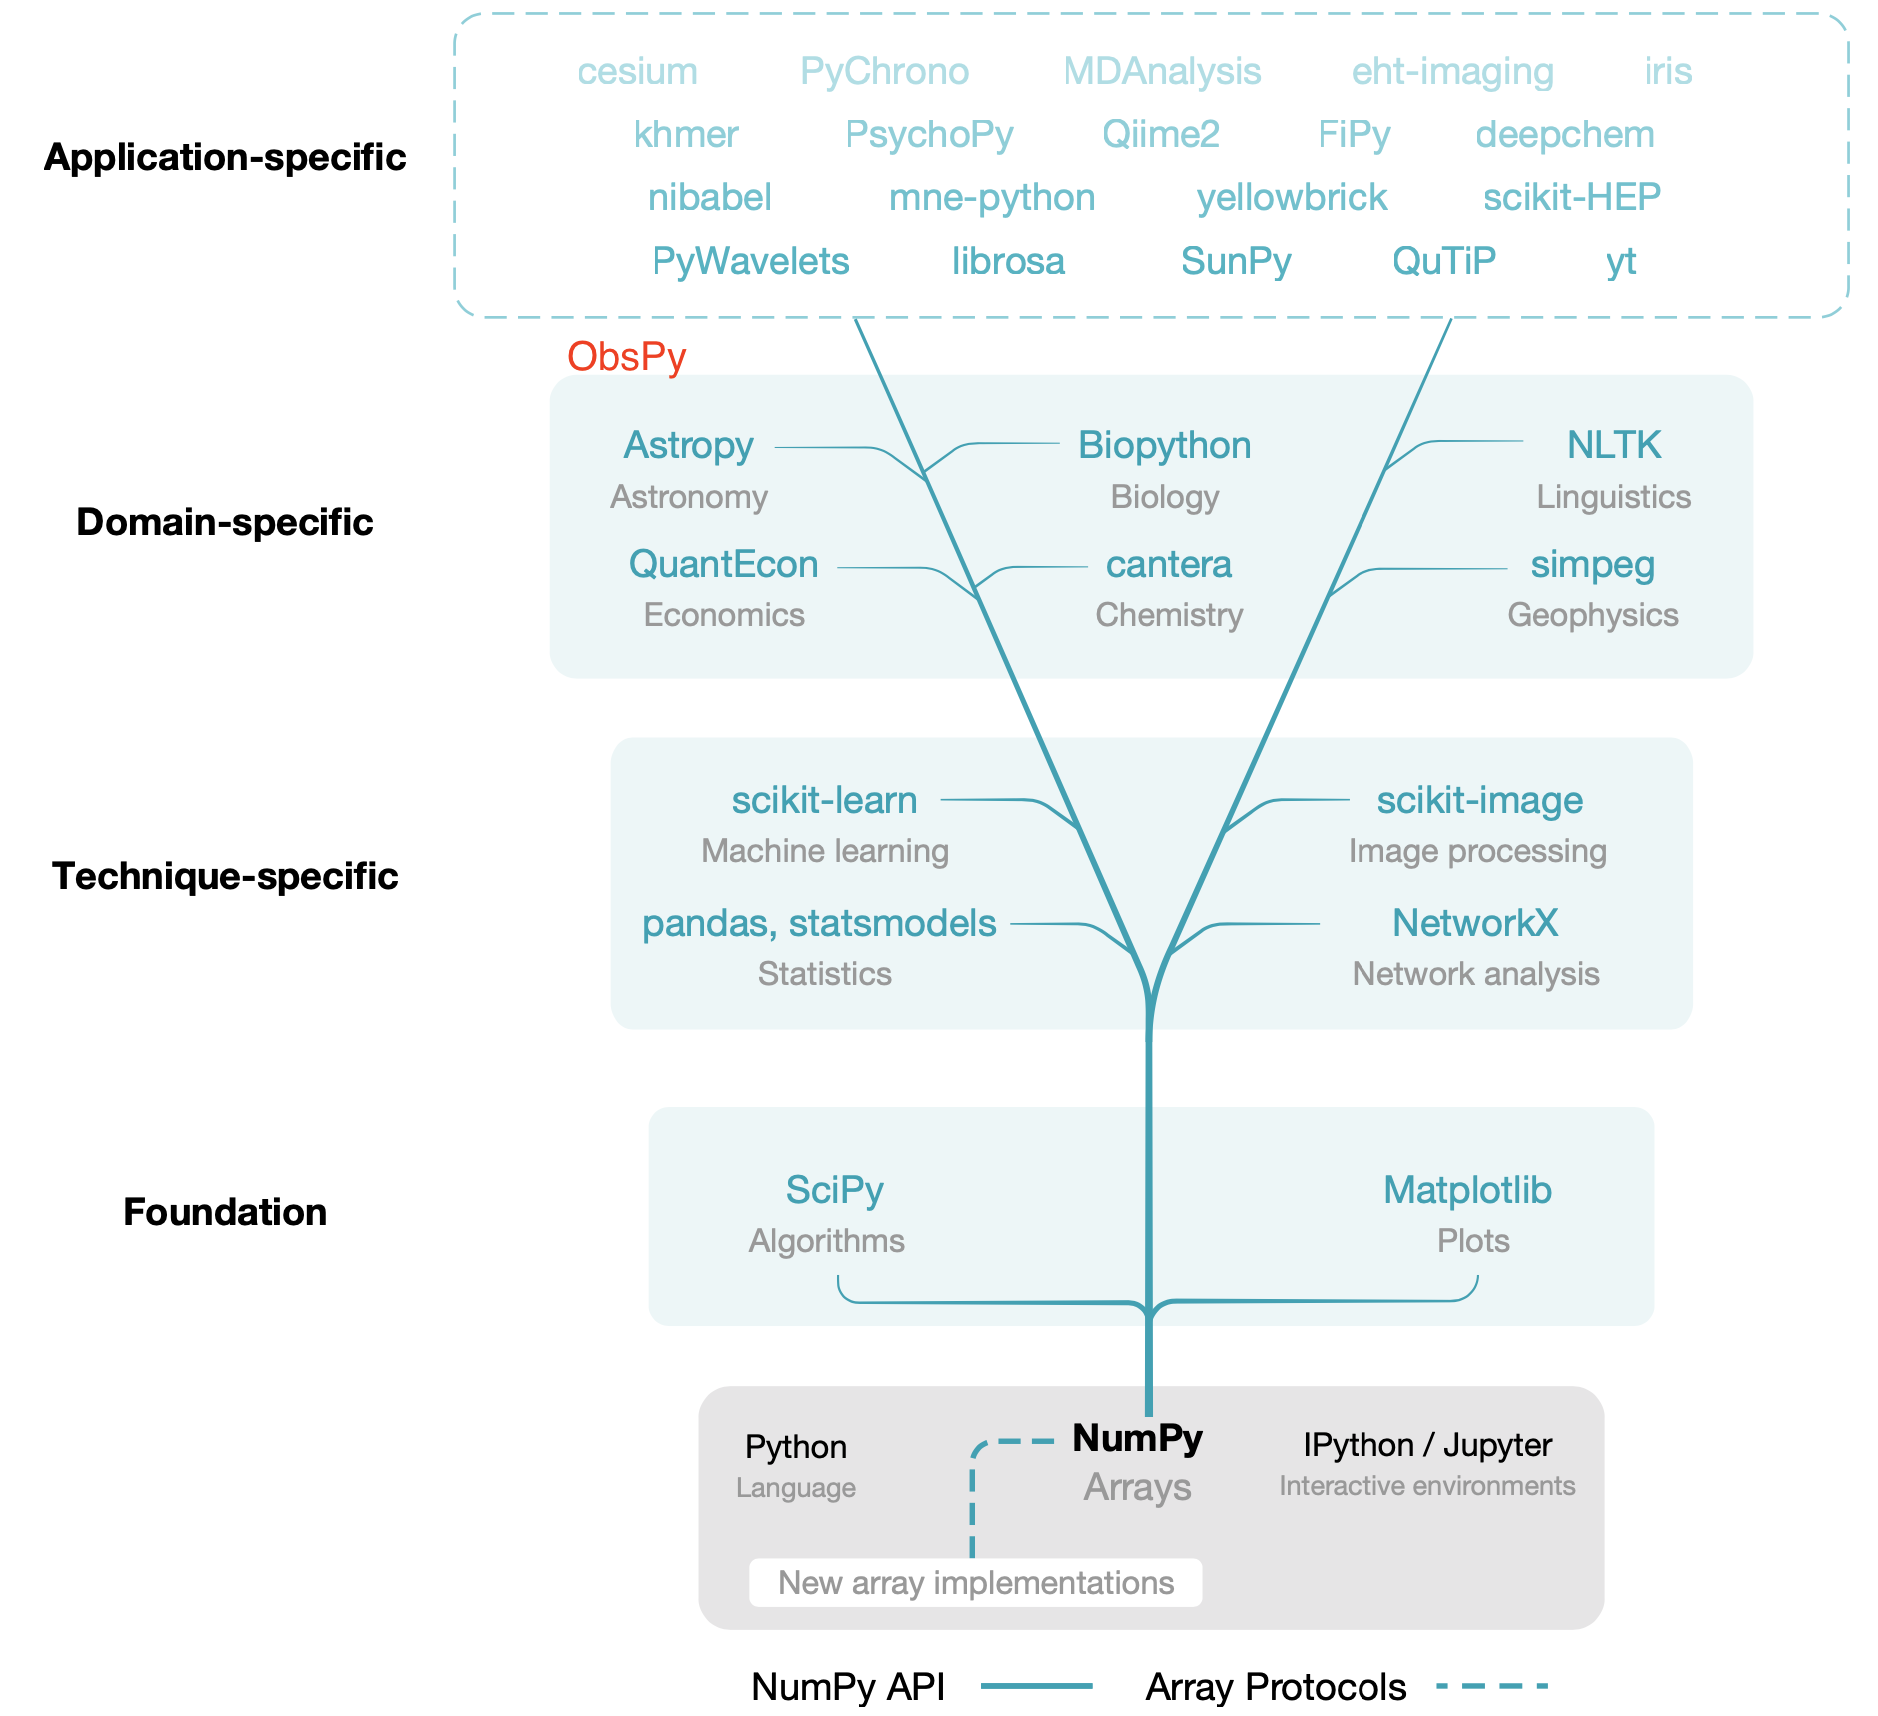 cesium PyChrono MDAnalysis eht-imaging iris
khmer PsychoPy Qiime2 FiPy deepchem
Application-specific
nibabel mne-python yellowbrick scikit-HEP
PyWavelets librosa SunPy QuTiP yt
ObsPy
Astropy Biopython NLTK
Astronomy Biology Linguistics
Domain-specific
QuantEcon cantera simpeg
Economics Chemistry Geophysics
scikit-learn scikit-image
Machine learning Image processing
Technique-specific
pandas, statsmodels NetworkX
Statistics Network analysis
SciPy Matplotlib
Foundation
Algorithms Plots
Python NumPy IPython / Jupyter
Language Arrays Interactive environments
New array implementations
NumPy API Array Protocols